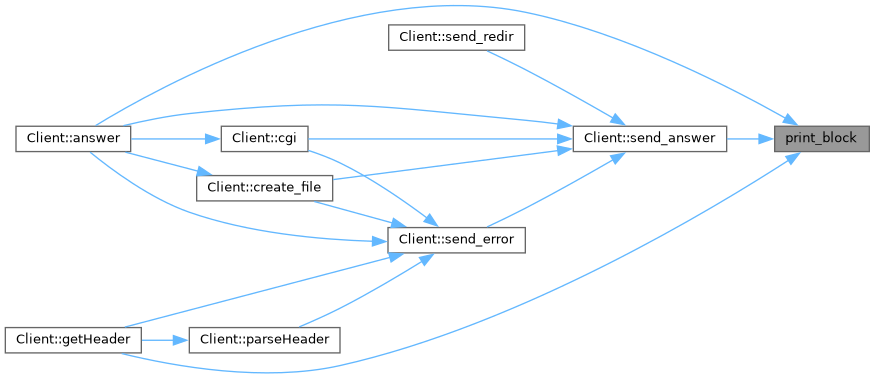 Client::send_redir
Client::answer
Client::cgi
Client::send_answer
print_block
Client::create_file
Client::send_error
Client::getHeader
Client::parseHeader